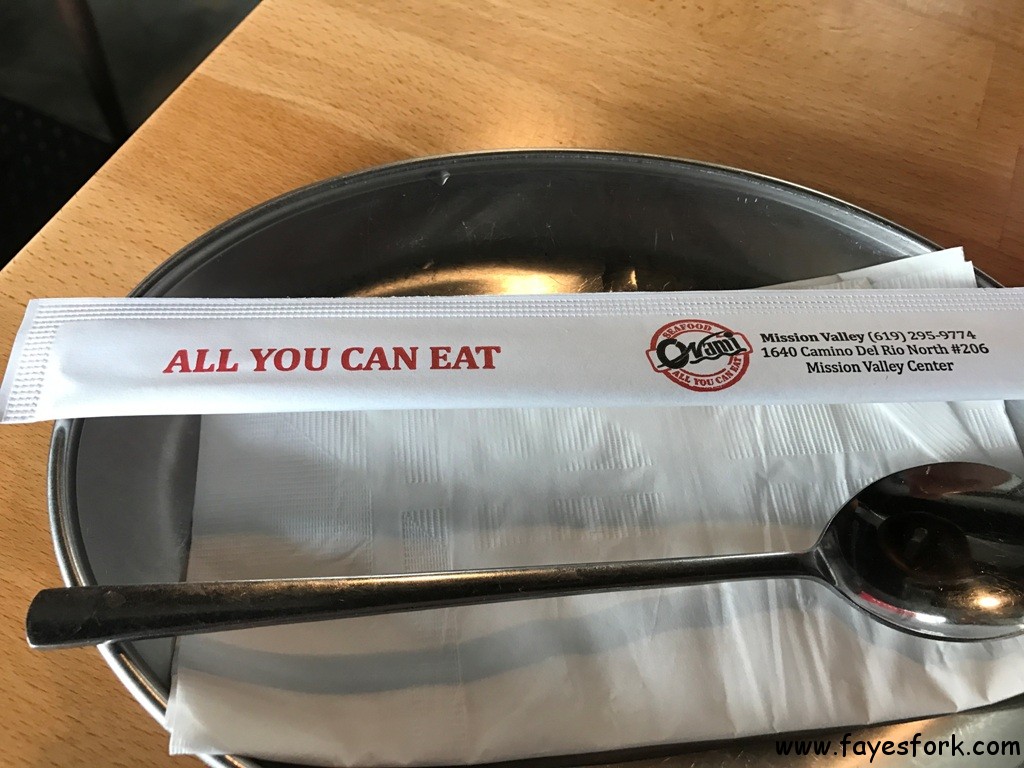 ALL YOU CAN EAT
SEAFOOD
Onami
ALL YOU CAN EAT
Mission Valley (619) 295-9774
1640 Camino Del Rio North #206
Mission Valley Center
www.fayesfork.com